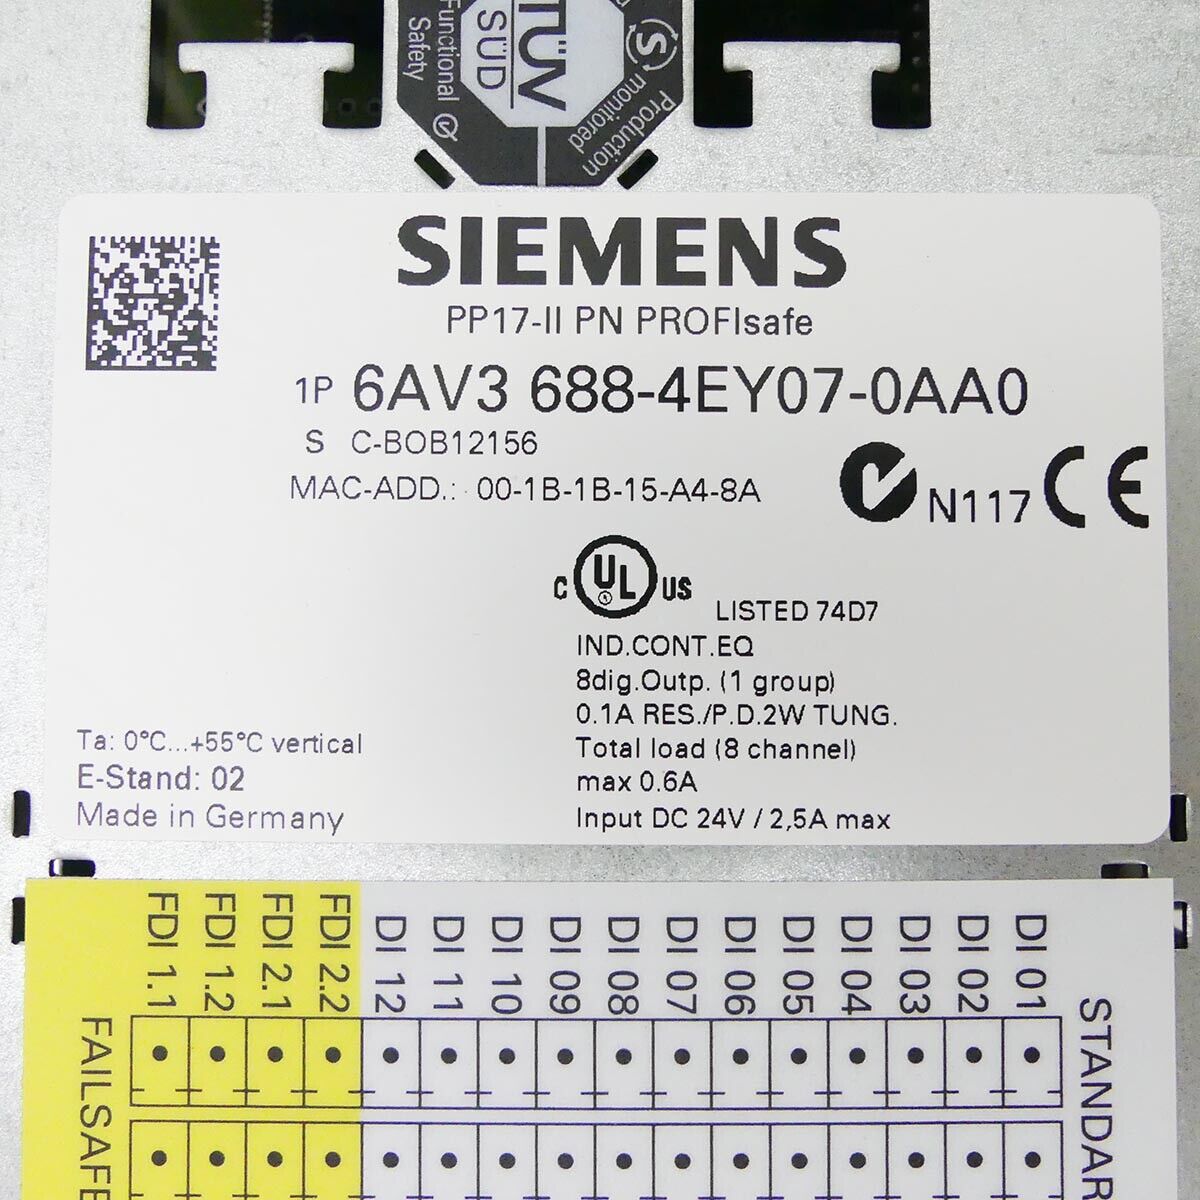 Functional
Safety
TÜV
SÜD
Production
monitored
SIEMENS
PP17-II PN PROFIsafe
1P 6AV3 688-4EY07-0AA0
S C-BOB12156
MAC-ADD.: 00-1B-1B-15-A4-8A
N117 CE
C UL US
LISTED 74D7
IND.CONT.EQ
8dig.Outp. (1 group)
0.1A RES./P.D.2W TUNG.
Total load (8 channel)
max 0.6A
Input DC 24V / 2,5A max
Ta: 0°C...+55°C vertical
E-Stand: 02
Made in Germany
FDI 1.1
FDI 1.2
FDI 2.1
FDI 2.2
DI 12
DI 11
DI 10
DI 09
DI 08
DI 07
DI 06
DI 05
DI 04
DI 03
DI 02
DI 01
FAILSAFE
STANDAR